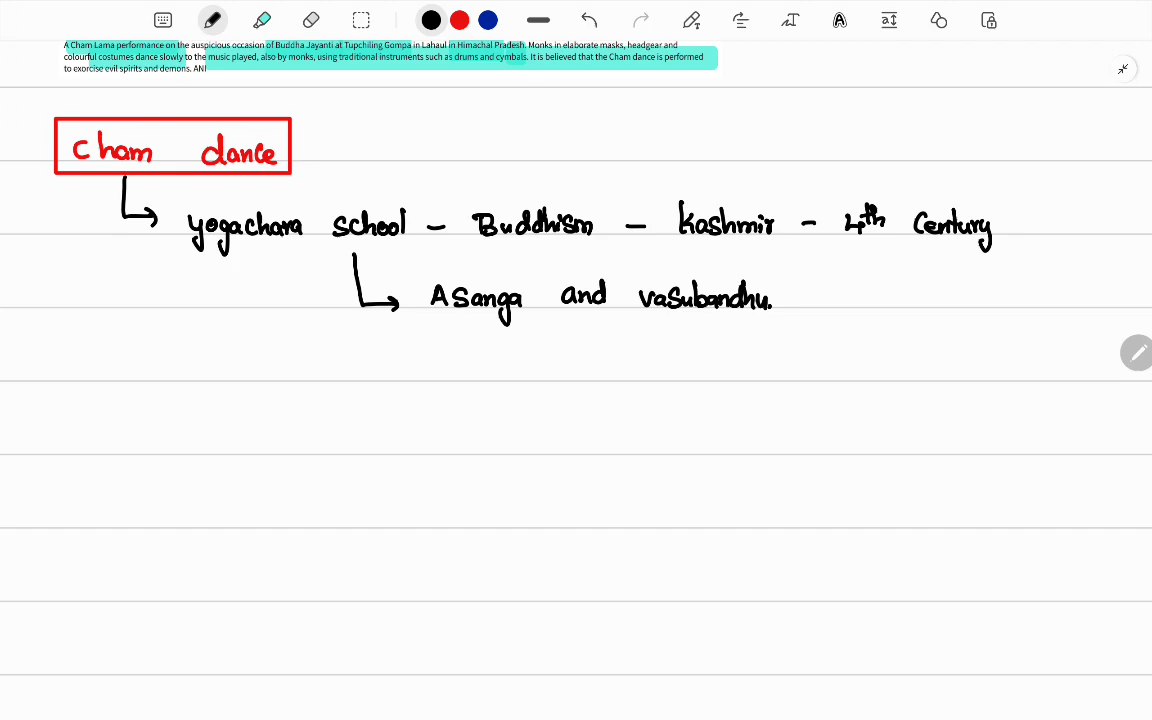 A Cham Lama performance on the auspicious occasion of Buddha Jayanti at Tupchiling Gompa in Lahaul in Himachal Pradesh. Monks in elaborate masks, headgear and
colourful costumes dance slowly to the music played, also by monks, using traditional instruments such as drums and cymbals. It is believed that the Cham dance is performed
to exorcise evil spirits and demons. ANI
Cham dance
yogachara school - Buddhism - Kashmir - 4th Century
Asanga and vasubandhu.